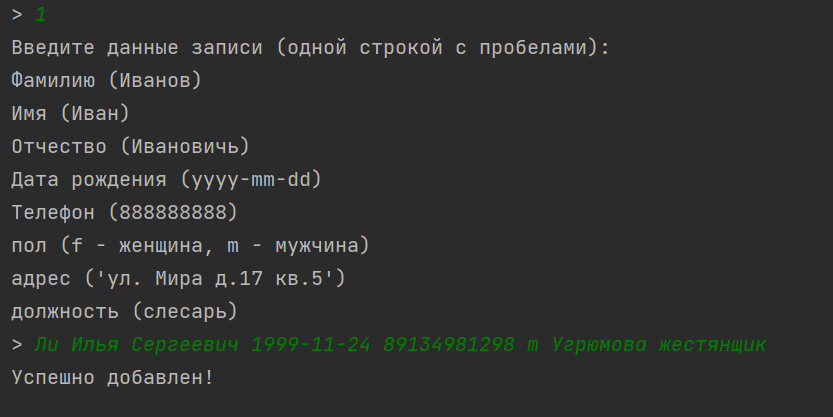 > 1
Введите данные записи (одной строкой с пробелами):
Фамилию (Иванов)
Имя (Иван)
Отчество (Ивановичь)
Дата рождения (yyyy-mm-dd)
Телефон (888888888)
пол (f - женщина, m - мужчина)
адрес ('ул. Мира д.17 кв.5')
должность (слесарь)
> Ли Илья Сергеевич 1999-11-24 89134981298 m Угрюмова жестянщик
Успешно добавлен!